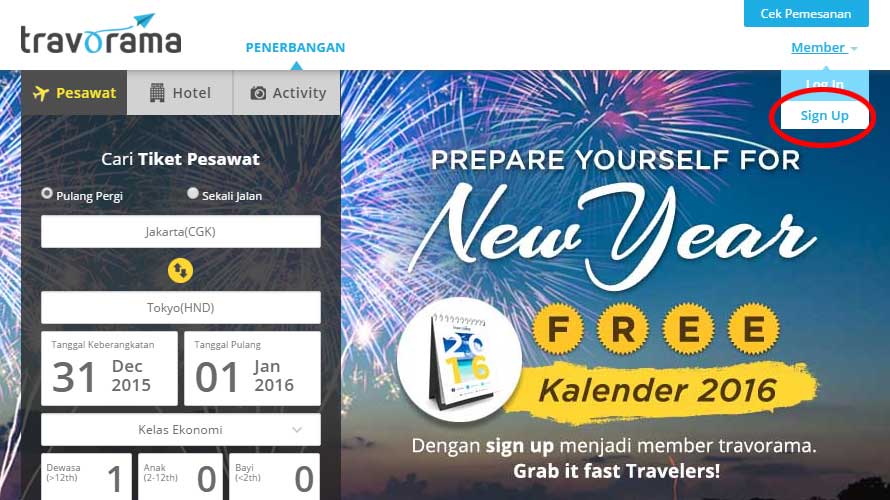 Cek Pemesanan
travorama
PENERBANGAN
Member
Log In
Sign Up
Pesawat
Hotel
Activity
Cari Tiket Pesawat
Pulang Pergi
Sekali Jalan
Jakarta(CGK)
Tokyo(HND)
Tanggal Keberangkatan
31 Dec 2015
Tanggal Pulang
01 Jan 2016
Kelas Ekonomi
Dewasa (>12th) 1
Anak (2-12th) 0
Bayi (<2th) 0
PREPARE YOURSELF FOR
New Year
FREE
2016
Kalender 2016
Dengan sign up menjadi member travorama.
Grab it fast Travelers!